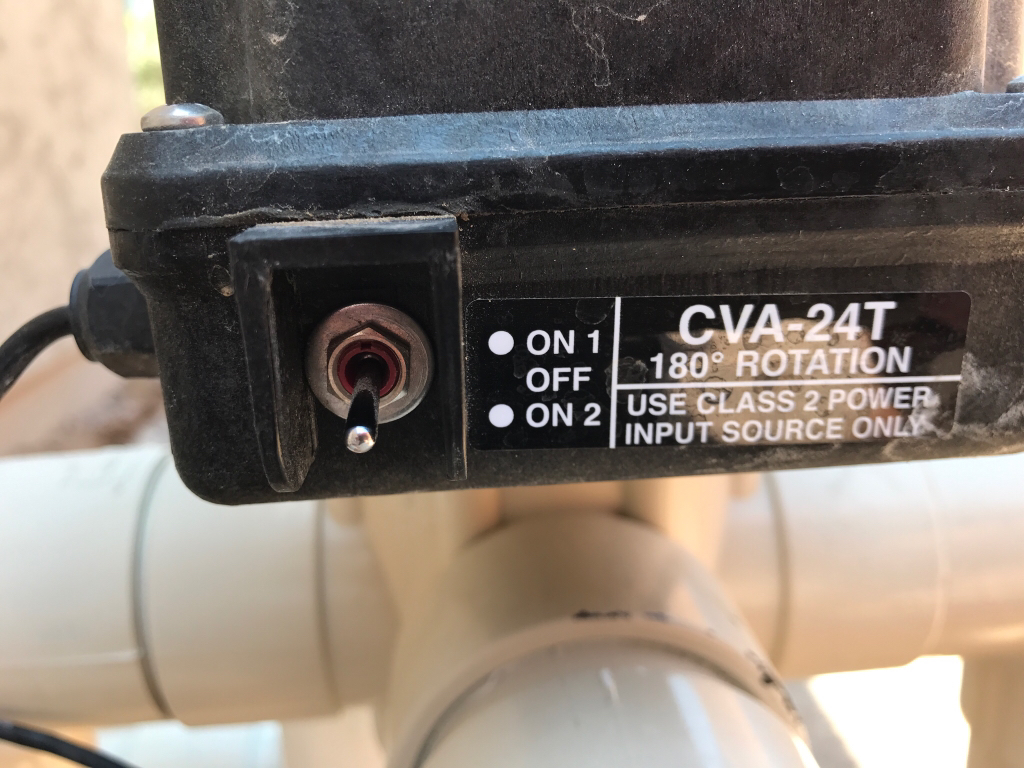 ON 1
OFF
ON 2
CVA-24T
180° ROTATION
USE CLASS 2 POWER
INPUT SOURCE ONLY